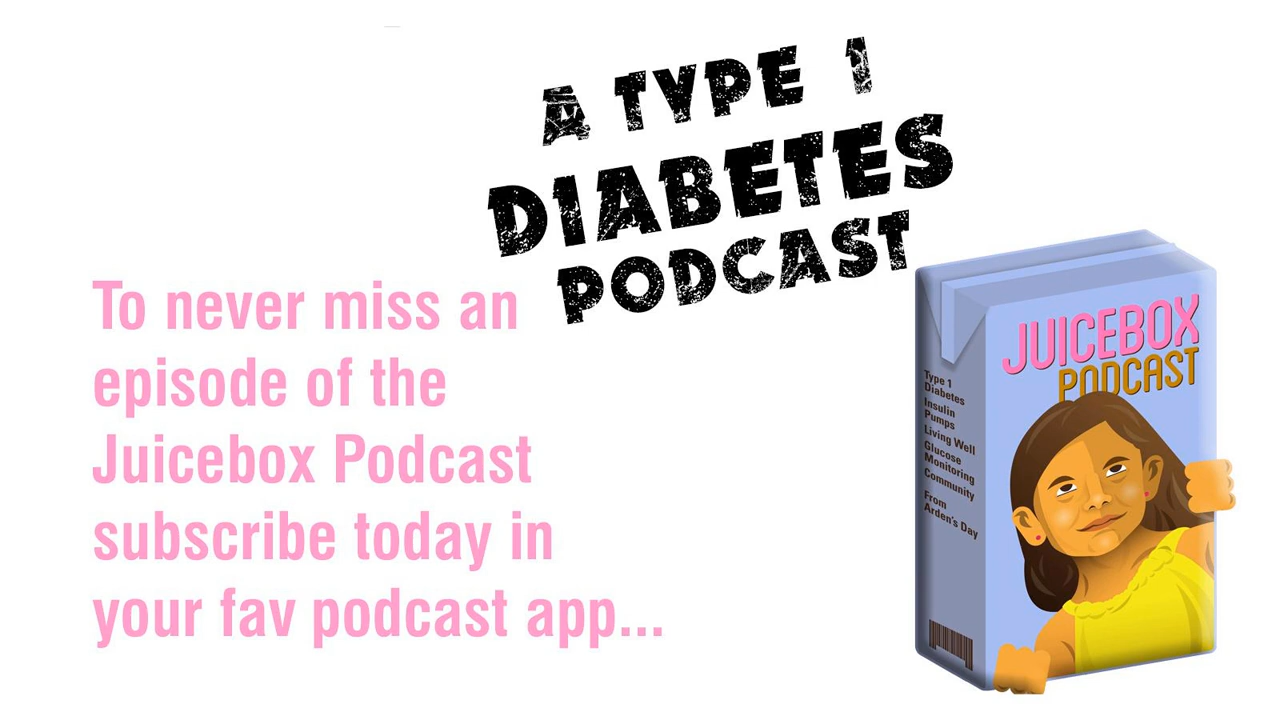 A TYPE 1
DIABETES
PODCAST
To never miss an
episode of the
Juicebox Podcast
subscribe today in
your fav podcast app...
JUICEBOX
PODCAST
Type 1
Diabetes
Insulin
Pumps
Living Well
Glucose
Monitoring
Community
From
Arden's Day